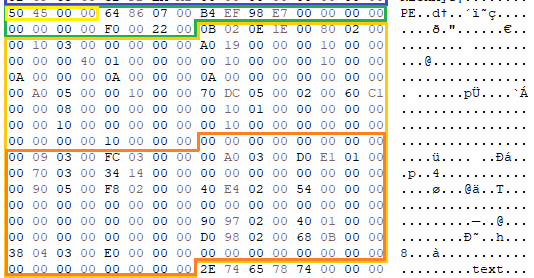 50 45 00 00 64 86 07 00 B4 EF 98 E7 00 00 00 00 PE..d†..´ï˜ç....
00 00 00 00 F0 00 22 00 0B 02 0E 1E 00 80 02 00 ....ð."......€..
00 10 03 00 00 00 00 00 A0 19 00 00 00 10 00 00 ........ .......
00 00 00 40 01 00 00 00 00 10 00 00 00 10 00 00 ...@............
0A 00 00 00 0A 00 00 00 0A 00 00 00 00 00 00 00 ................
00 A0 05 00 00 10 00 00 70 DC 05 00 02 00 60 C1 . ......pÜ....`Á
00 00 08 00 00 00 00 00 00 10 01 00 00 00 00 00 ................
00 00 10 00 00 00 00 00 00 10 00 00 00 00 00 00 ................
00 00 00 00 10 00 00 00 00 00 00 00 00 00 00 00 ................
00 09 03 00 FC 03 00 00 00 A0 03 00 D0 E1 01 00 ....ü.... ..Ðá..
00 70 03 00 34 14 00 00 00 00 00 00 00 00 00 00 .p..4...........
00 90 05 00 F8 02 00 00 40 E4 02 00 54 00 00 00 ....ø...@ä..T...
00 00 00 00 00 00 00 00 00 00 00 00 00 00 00 00 ................
00 00 00 00 00 00 00 00 90 97 02 00 40 01 00 00 .........—..@...
00 00 00 00 00 00 00 00 D0 98 02 00 68 0B 00 00 ........Ð˜..h...
38 04 03 00 E0 00 00 00 00 00 00 00 00 00 00 00 8...à...........
00 00 00 00 00 00 00 00 2E 74 65 78 74 00 00 00 .........text...